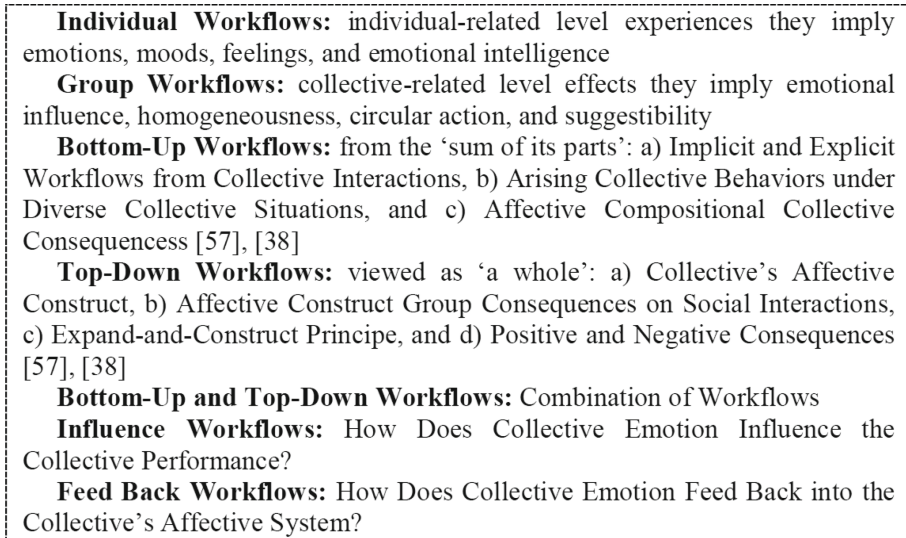 Individual Workflows: individual-related level experiences they imply
emotions, moods, feelings, and emotional intelligence
Group Workflows: collective-related level effects they imply emotional
influence, homogeneousness, circular action, and suggestibility
Bottom-Up Workflows: from the ‘sum of its parts’: a) Implicit and Explicit
Workflows from Collective Interactions, b) Arising Collective Behaviors under
Diverse Collective Situations, and c) Affective Compositional Collective
Consequencess [57], [38]
Top-Down Workflows: viewed as ‘a whole’: a) Collective’s Affective
Construct, b) Affective Construct Group Consequences on Social Interactions,
c) Expand-and-Construct Principe, and d) Positive and Negative Consequences
[57], [38]
Bottom-Up and Top-Down Workflows: Combination of Workflows
Influence Workflows: How Does Collective Emotion Influence the
Collective Performance?
Feed Back Workflows: How Does Collective Emotion Feed Back into the
Collective’s Affective System?